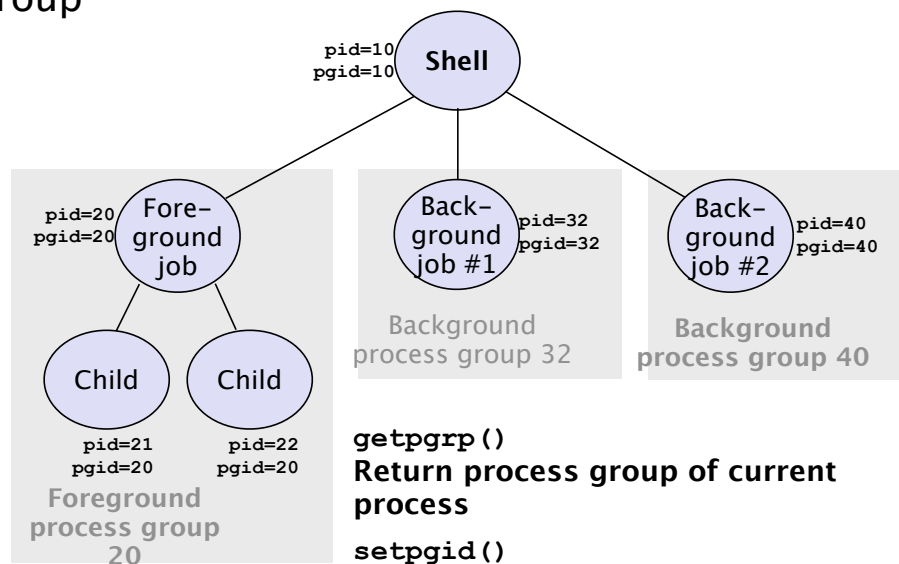 pid=10
pgid=10
Shell
pid=20
pgid=20
Fore-
ground
job
Back-
ground
job #1
pid=32
pgid=32
Back-
ground
job #2
pid=40
pgid=40
Background
process group 32
Background
process group 40
Child
Child
pid=21
pgid=20
pid=22
pgid=20
Foreground
process group
20
getpgrp()
Return process group of current
process
setpgid()